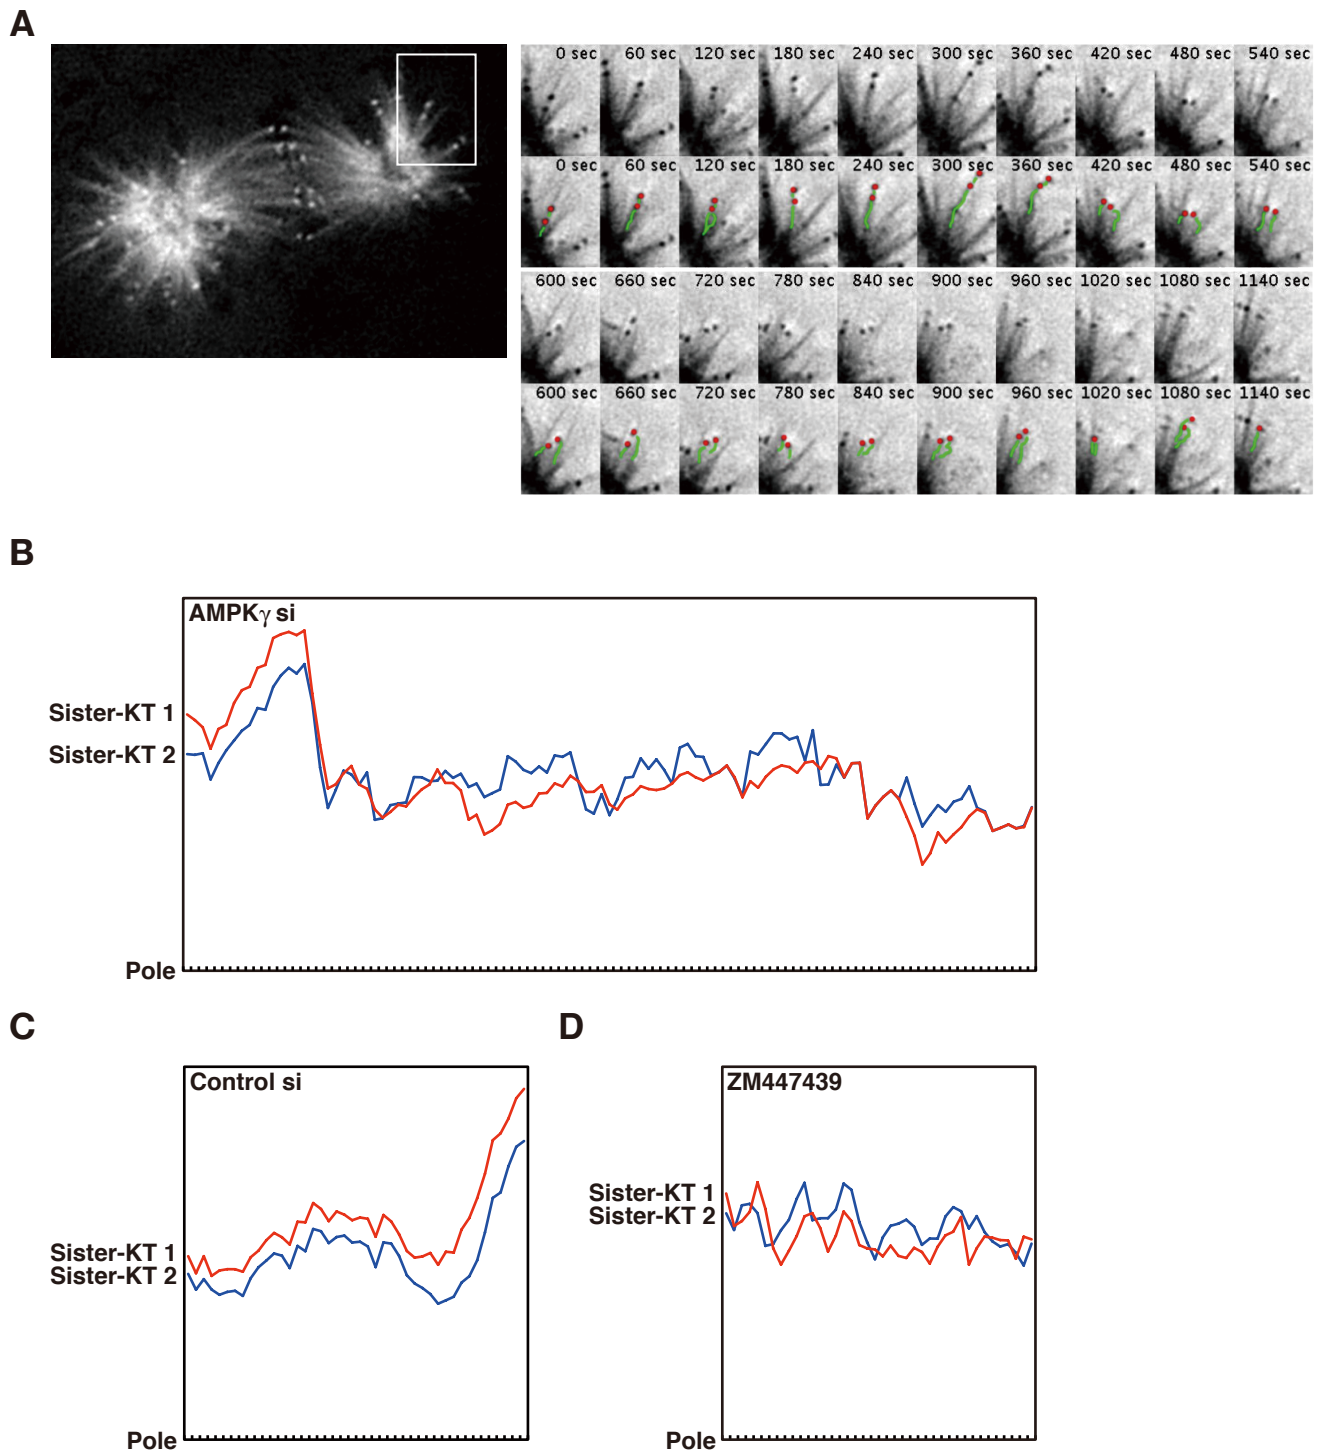 A
0 sec 60 sec 120 sec 180 sec 240 sec 300 sec 360 sec 420 sec 480 sec 540 sec
0 sec 60 sec 120 sec 180 sec 240 sec 300 sec 360 sec 420 sec 480 sec 540 sec
600 sec 660 sec 720 sec 780 sec 840 sec 900 sec 960 sec 1020 sec 1080 sec 1140 sec
600 sec 660 sec 720 sec 780 sec 840 sec 900 sec 960 sec 1020 sec 1080 sec 1140 sec
B
AMPKγ si
Sister-KT 1
Sister-KT 2
Pole
C
Control si
Sister-KT 1
Sister-KT 2
Pole
D
ZM447439
Sister-KT 1
Sister-KT 2
Pole